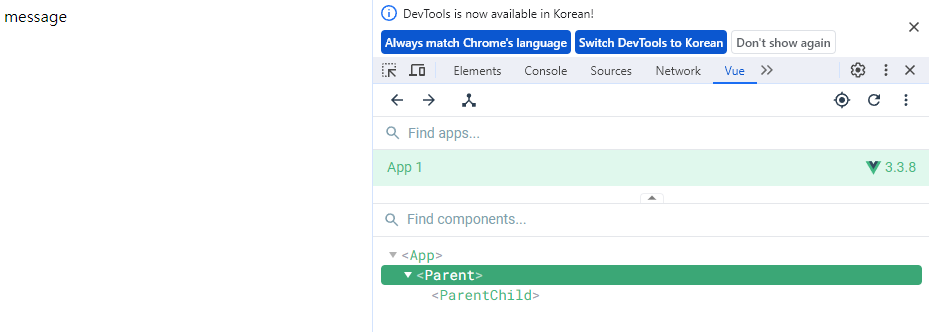 message
DevTools is now available in Korean!
Always match Chrome's language Switch DevTools to Korean Don't show again
Elements Console Sources Network Vue
Find apps...
App 1 3.3.8
Find components...
<App>
<Parent>
<ParentChild>